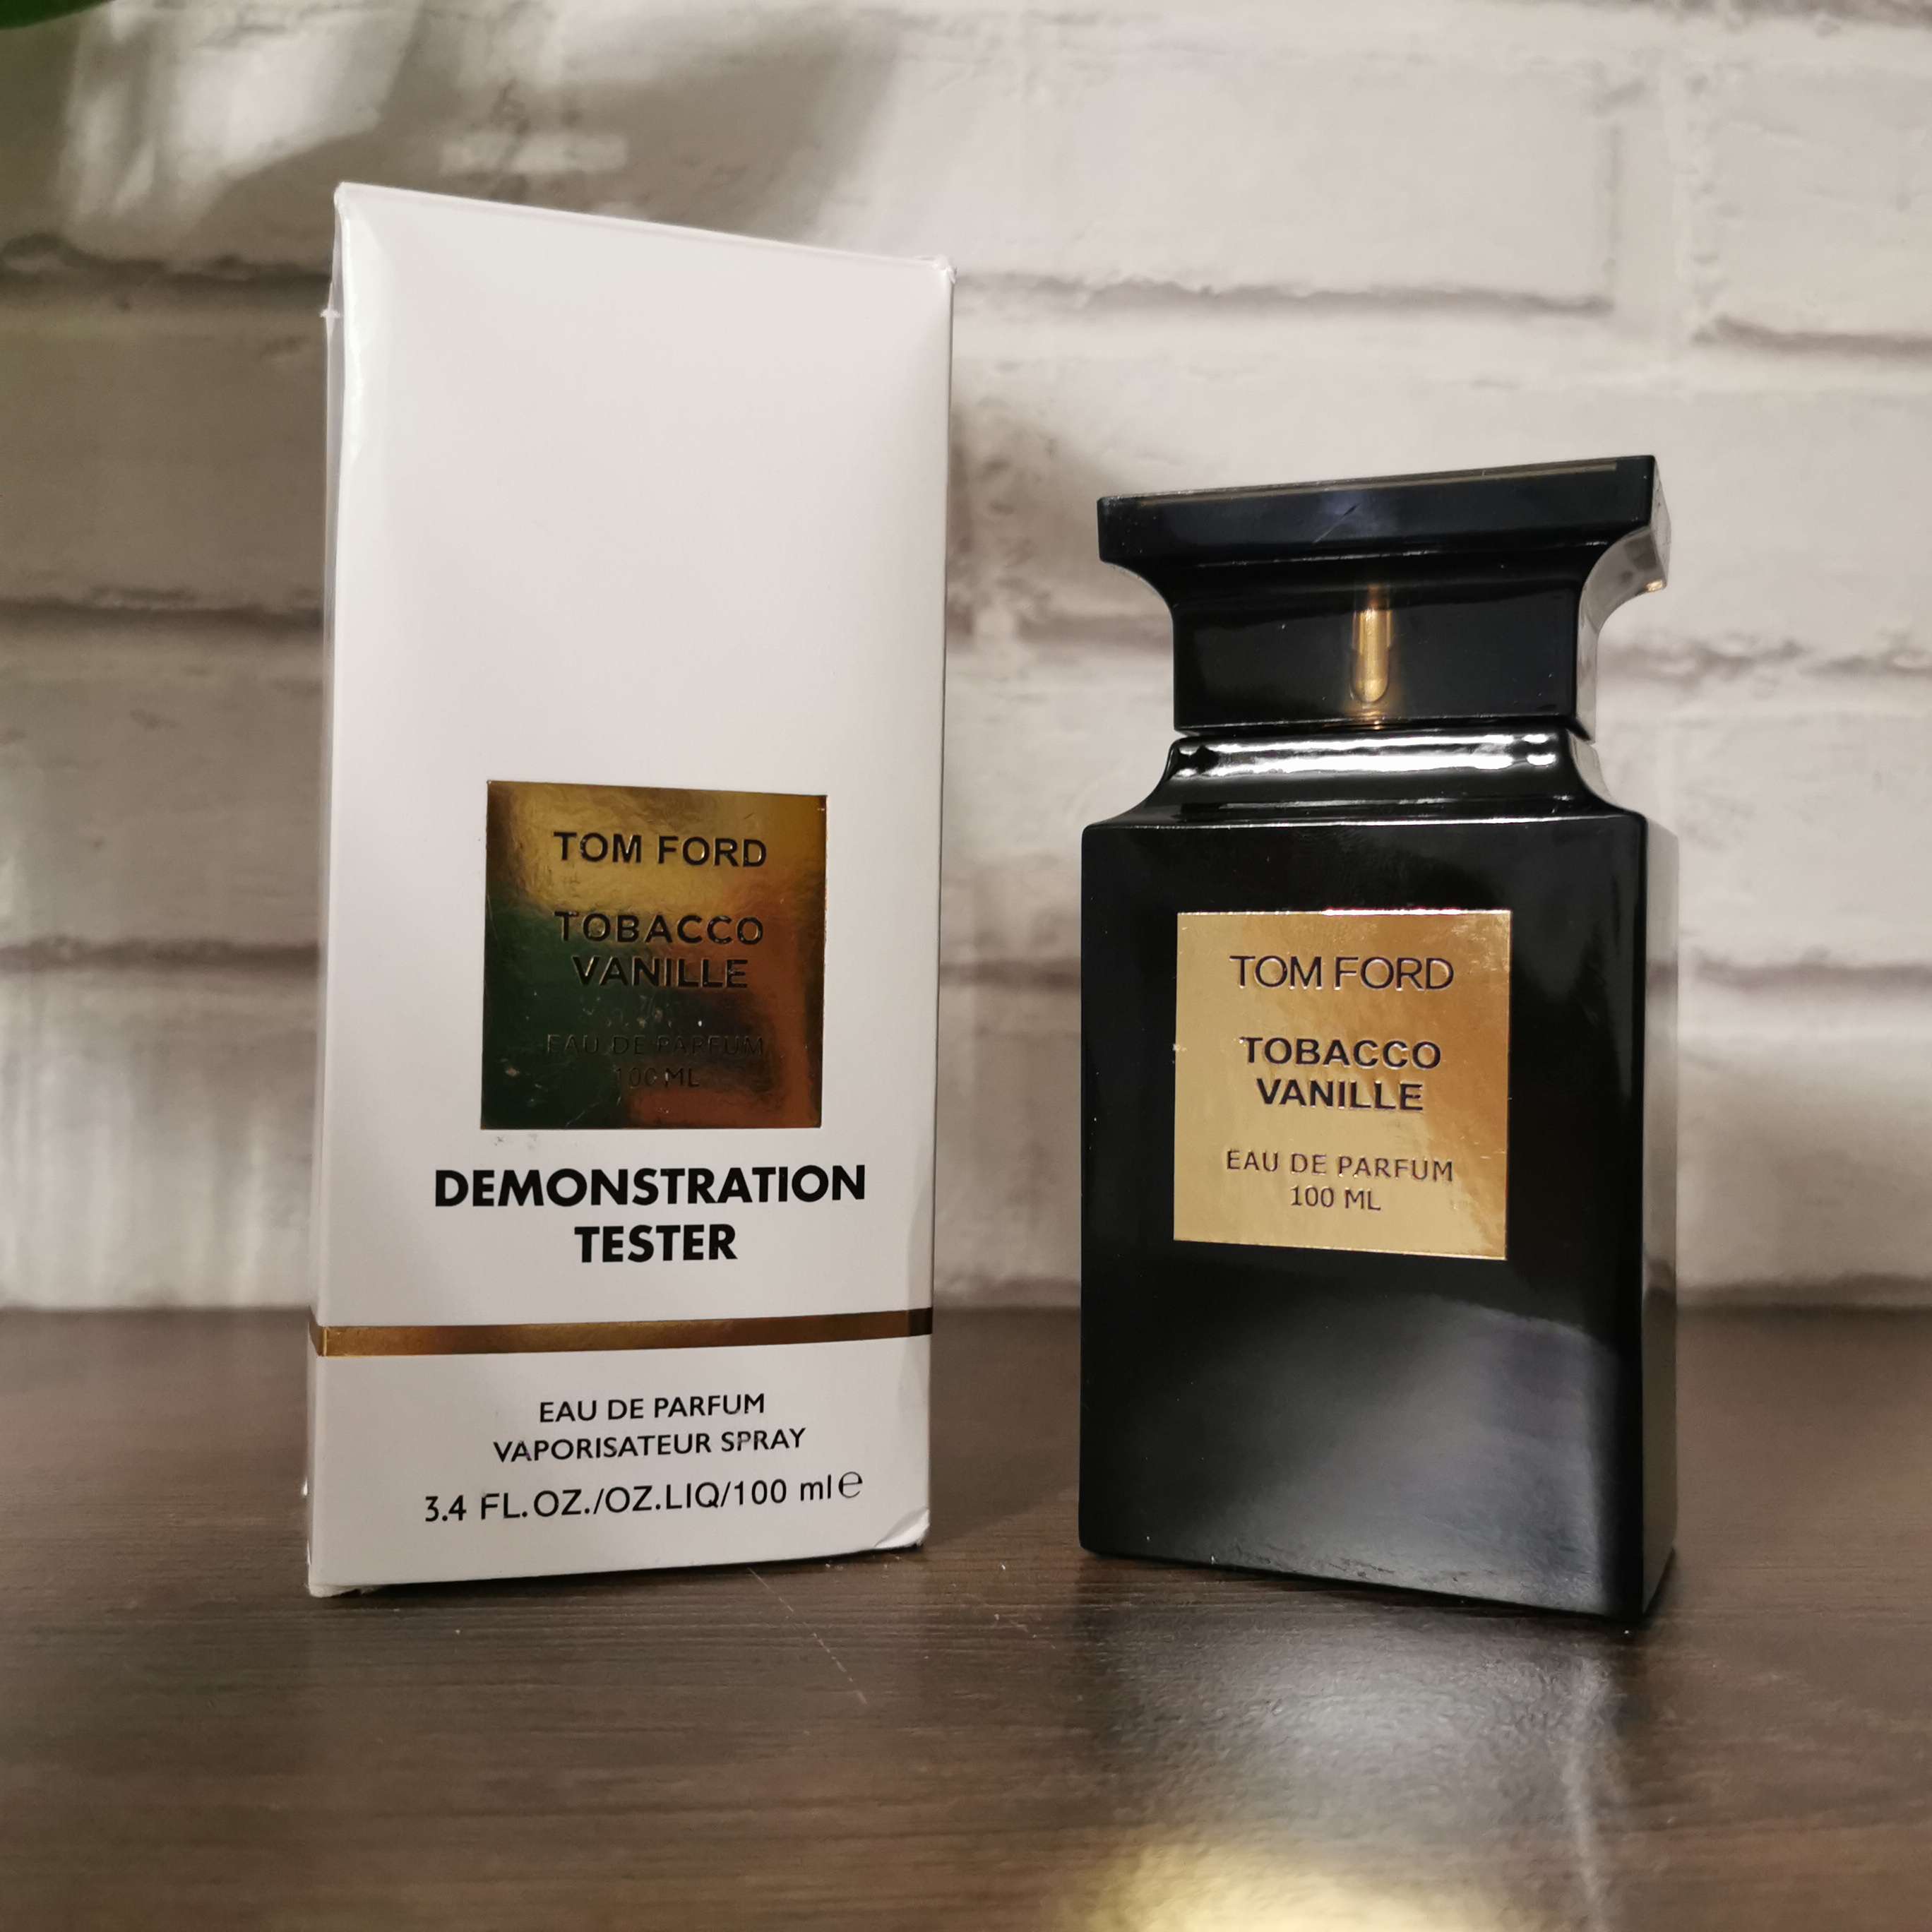 TOM FORD
TOBACCO
VANILLE
EAU DE PARFUM
100 ML
DEMONSTRATION
TESTER
EAU DE PARFUM
VAPORISATEUR SPRAY
3.4 FL.OZ./OZ.LIQ/100 ml℮
TOM FORD
TOBACCO
VANILLE
EAU DE PARFUM
100 ML